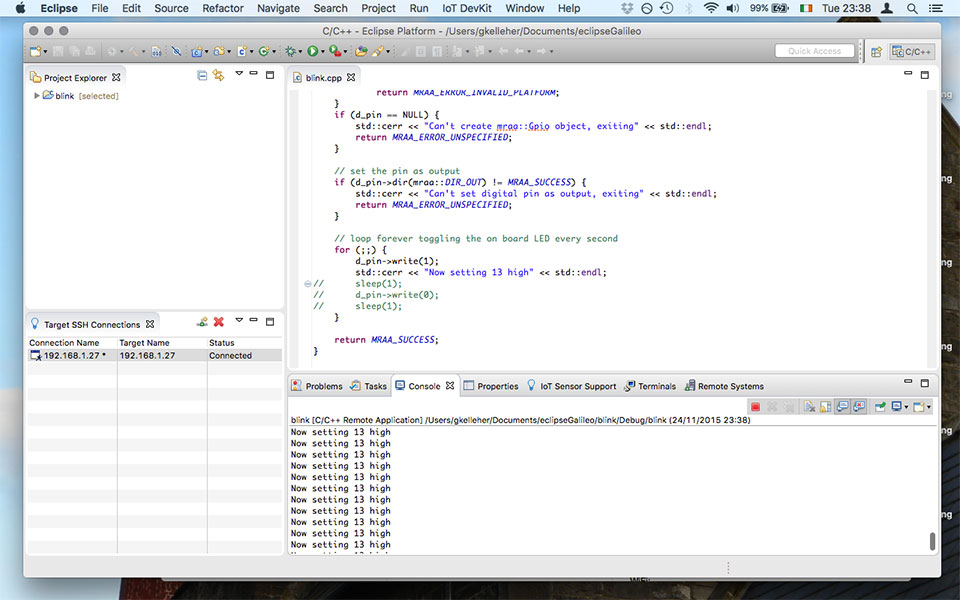 Eclipse File Edit Source Refactor Navigate Search Project Run IoT DevKit Window Help 99% Tue 23:38
C/C++ - Eclipse Platform - /Users/gkelleher/Documents/eclipseGalileo
Quick Access C/C++
Project Explorer
blink [selected]
blink.cpp
return MRAA_ERROR_INVALID_PLATFORM;
}
if (d_pin == NULL) {
std::cerr << "Can't create mraa::Gpio object, exiting" << std::endl;
return MRAA_ERROR_UNSPECIFIED;
}
// set the pin as output
if (d_pin->dir(mraa::DIR_OUT) != MRAA_SUCCESS) {
std::cerr << "Can't set digital pin as output, exiting" << std::endl;
return MRAA_ERROR_UNSPECIFIED;
}
// loop forever toggling the on board LED every second
for (;;) {
d_pin->write(1);
std::cerr << "Now setting 13 high" << std::endl;
// sleep(1);
// d_pin->write(0);
// sleep(1);
}
return MRAA_SUCCESS;
}
Target SSH Connections
Connection Name Target Name Status
192.168.1.27 * 192.168.1.27 Connected
Problems Tasks Console Properties IoT Sensor Support Terminals Remote Systems
blink [C/C++ Remote Application] /Users/gkelleher/Documents/eclipseGalileo/blink/Debug/blink (24/11/2015 23:38)
Now setting 13 high
Now setting 13 high
Now setting 13 high
Now setting 13 high
Now setting 13 high
Now setting 13 high
Now setting 13 high
Now setting 13 high
Now setting 13 high
Now setting 13 high
Now setting 13 high
ng
ng
ng
ng
ng
ng